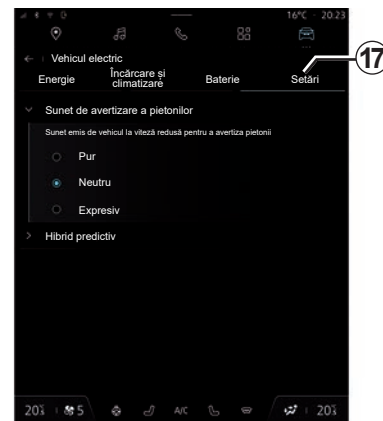 16°C 20:23
Vehicul electric
Energie
Încărcare și
climatizare
Baterie
Setări
17
Sunet de avertizare a pietonilor
Sunet emis de vehicul la viteză redusă pentru a avertiza pietonii
Pur
Neutru
Expresiv
Hibrid predictiv
20 5 A/C 20